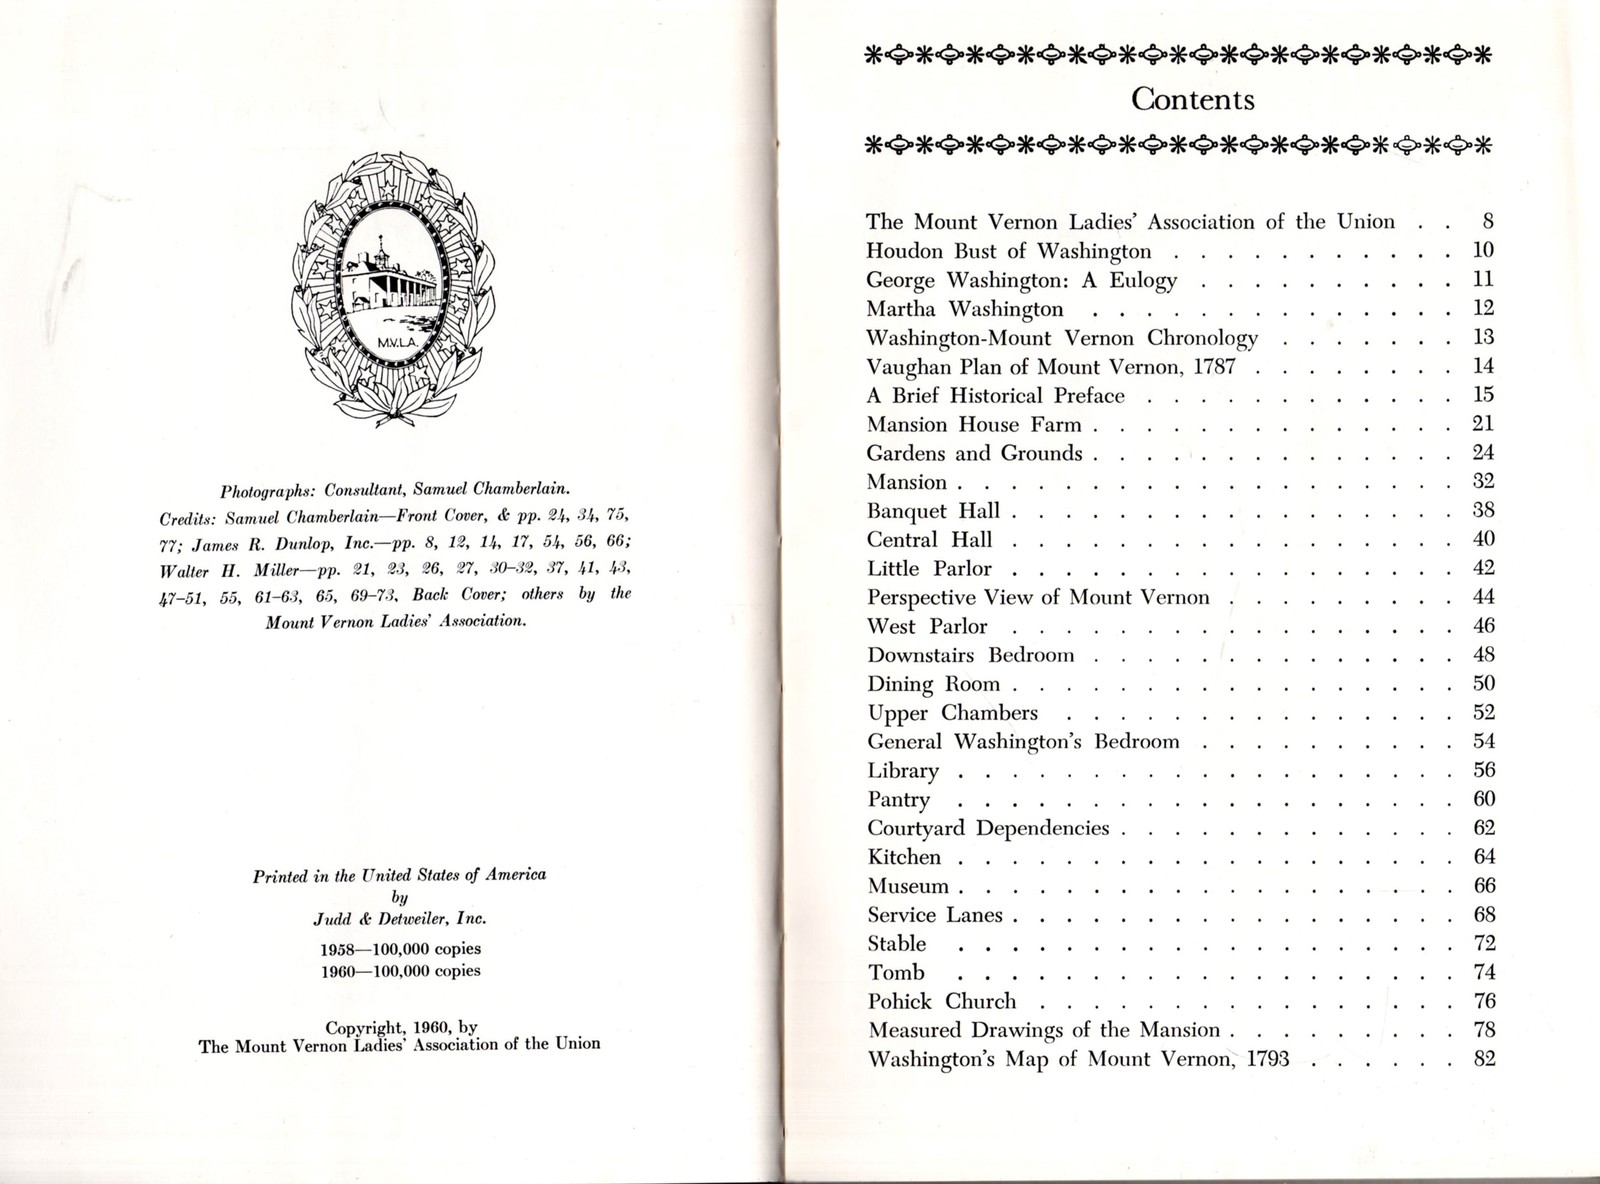 M.V.L.A.
Photographs: Consultant, Samuel Chamberlain.
Credits: Samuel Chamberlain—Front Cover, & pp. 24, 34, 75,
77; James R. Dunlop, Inc.—pp. 8, 12, 14, 17, 54, 56, 66;
Walter H. Miller—pp. 21, 23, 26, 27, 30–32, 37, 41, 43,
47–51, 55, 61–63, 65, 69–73, Back Cover; others by the
Mount Vernon Ladies' Association.
Printed in the United States of America
by
Judd & Detweiler, Inc.
1958—100,000 copies
1960—100,000 copies
Copyright, 1960, by
The Mount Vernon Ladies' Association of the Union
Contents
The Mount Vernon Ladies' Association of the Union . . 8
Houdon Bust of Washington . . . . . . . . . . . 10
George Washington: A Eulogy . . . . . . . . . . 11
Martha Washington . . . . . . . . . . . . . . 12
Washington-Mount Vernon Chronology . . . . . . . 13
Vaughan Plan of Mount Vernon, 1787 . . . . . . . . 14
A Brief Historical Preface . . . . . . . . . . . . 15
Mansion House Farm . . . . . . . . . . . . . . 21
Gardens and Grounds . . . . . . . . . . . . . . 24
Mansion . . . . . . . . . . . . . . . . . . . 32
Banquet Hall . . . . . . . . . . . . . . . . . 38
Central Hall . . . . . . . . . . . . . . . . . 40
Little Parlor . . . . . . . . . . . . . . . . . 42
Perspective View of Mount Vernon . . . . . . . . . 44
West Parlor . . . . . . . . . . . . . . . . . 46
Downstairs Bedroom . . . . . . . . . . . . . . 48
Dining Room . . . . . . . . . . . . . . . . . 50
Upper Chambers . . . . . . . . . . . . . . . 52
General Washington's Bedroom . . . . . . . . . . 54
Library . . . . . . . . . . . . . . . . . . . 56
Pantry . . . . . . . . . . . . . . . . . . . 60
Courtyard Dependencies . . . . . . . . . . . . . 62
Kitchen . . . . . . . . . . . . . . . . . . . 64
Museum . . . . . . . . . . . . . . . . . . . 66
Service Lanes . . . . . . . . . . . . . . . . . 68
Stable . . . . . . . . . . . . . . . . . . . 72
Tomb . . . . . . . . . . . . . . . . . . . 74
Pohick Church . . . . . . . . . . . . . . . . 76
Measured Drawings of the Mansion . . . . . . . . . 78
Washington's Map of Mount Vernon, 1793 . . . . . . 82